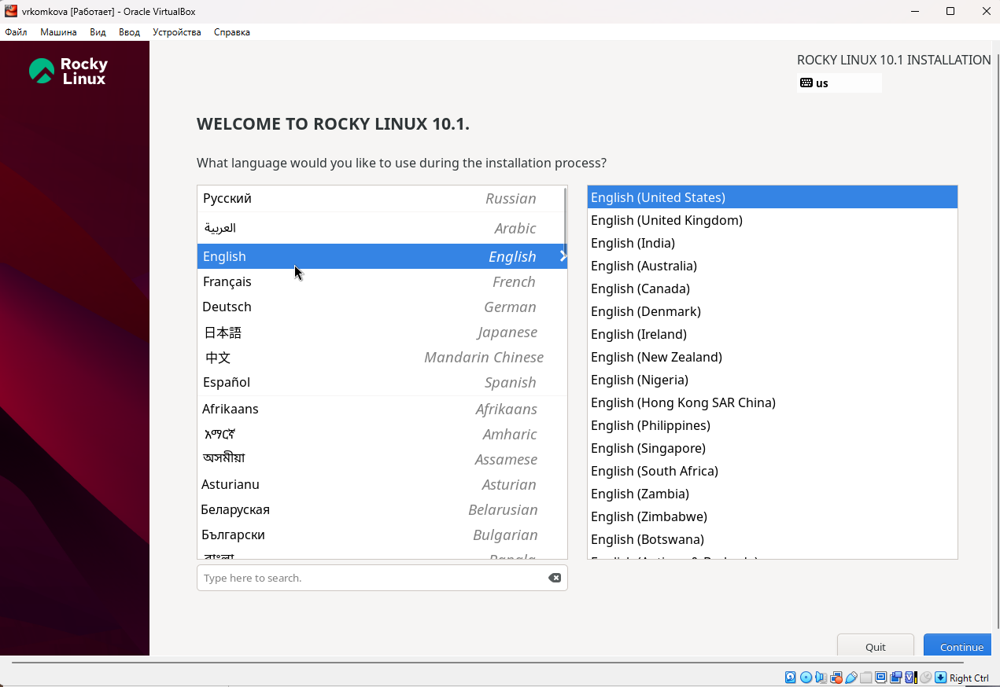 vrkomkova [Работает] - Oracle VirtualBox
Файл Машина Вид Ввод Устройства Справка
Rocky
Linux
ROCKY LINUX 10.1 INSTALLATION
us
WELCOME TO ROCKY LINUX 10.1.
What language would you like to use during the installation process?
Русский Russian
العربية Arabic
English English
Français French
Deutsch German
日本語 Japanese
中文 Mandarin Chinese
Español Spanish
Afrikaans Afrikaans
አማርኛ Amharic
অসমীয়া Assamese
Asturianu Asturian
Беларуская Belarusian
Български Bulgarian
বাংলা Bangla
Type here to search.
English (United States)
English (United Kingdom)
English (India)
English (Australia)
English (Canada)
English (Denmark)
English (Ireland)
English (New Zealand)
English (Nigeria)
English (Hong Kong SAR China)
English (Philippines)
English (Singapore)
English (South Africa)
English (Zambia)
English (Zimbabwe)
English (Botswana)
English (Antigua & Barbuda)
Quit Continue
Right Ctrl